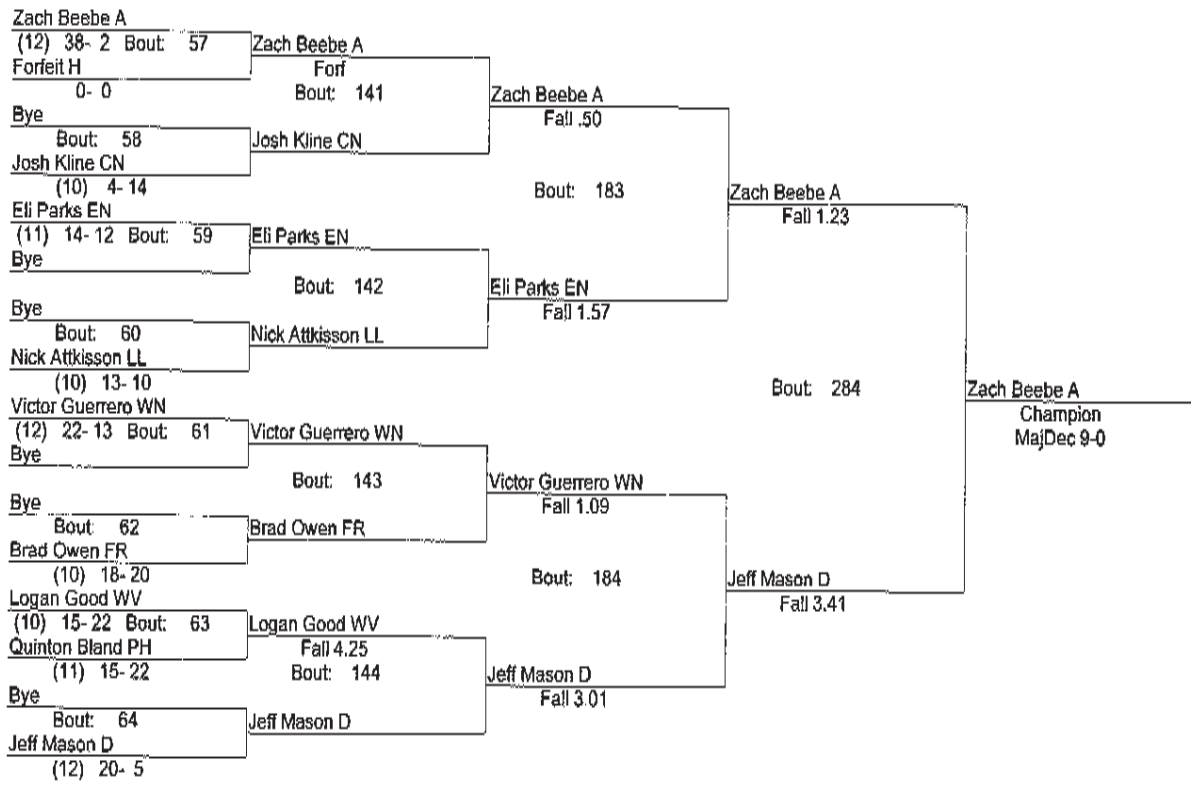 Zach Beebe A
(12) 38- 2 Bout: 57
Forfeit H
0- 0
Bye
Bout: 58
Josh Kline CN
(10) 4- 14
Eli Parks EN
(11) 14- 12 Bout: 59
Bye
Bye
Bout: 60
Nick Attkisson LL
(10) 13- 10
Victor Guerrero WN
(12) 22- 13 Bout: 61
Bye
Bye
Bout: 62
Brad Owen FR
(10) 18- 20
Logan Good WV
(10) 15- 22 Bout: 63
Quinton Bland PH
(11) 15- 22
Bye
Bout: 64
Jeff Mason D
(12) 20- 5
Zach Beebe A
Forf
Bout: 141
Josh Kline CN
Eli Parks EN
Bout: 142
Nick Attkisson LL
Victor Guerrero WN
Bout: 143
Brad Owen FR
Logan Good WV
Fall 4.25
Bout: 144
Jeff Mason D
Zach Beebe A
Fall .50
Bout: 183
Eli Parks EN
Fall 1.57
Victor Guerrero WN
Fall 1.09
Bout: 184
Jeff Mason D
Fall 3.01
Zach Beebe A
Fall 1.23
Bout: 284
Jeff Mason D
Fall 3.41
Zach Beebe A
Champion
MajDec 9-0